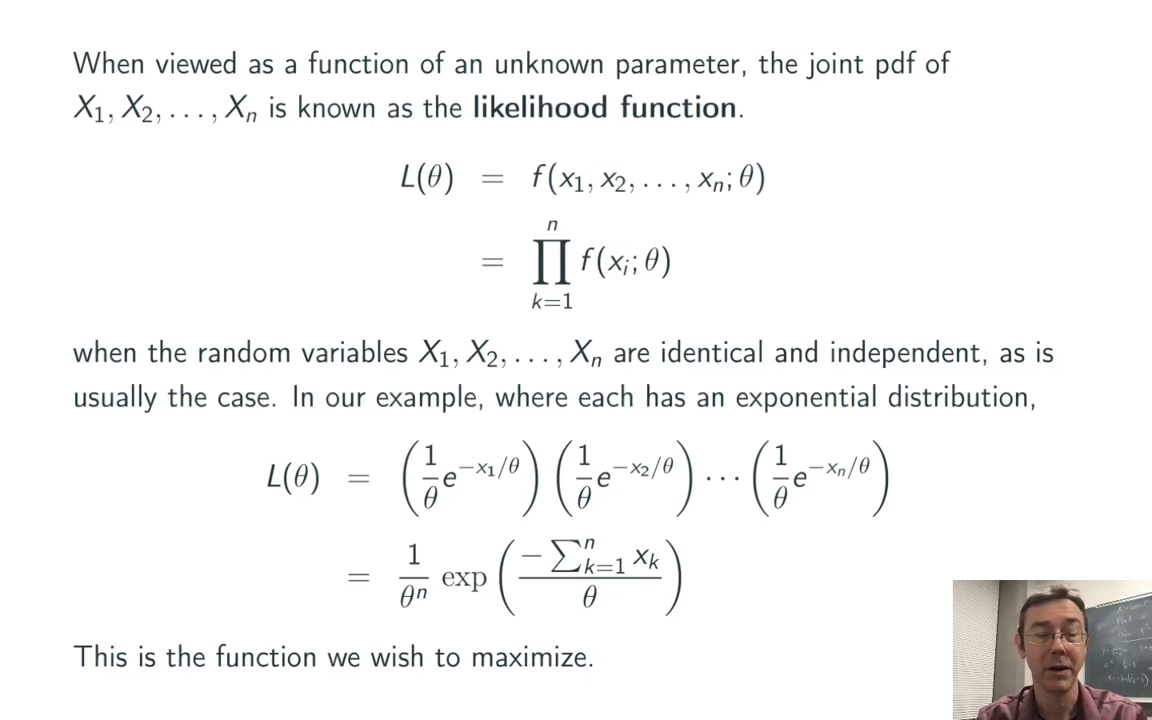 When viewed as a function of an unknown parameter, the joint pdf of
X₁, X₂, . . . , Xₙ is known as the likelihood function.
L(θ) = f(x₁, x₂, . . . , xₙ; θ)
= ∏ₖ₌₁ⁿ f(xᵢ; θ)
when the random variables X₁, X₂, . . . , Xₙ are identical and independent, as is
usually the case. In our example, where each has an exponential distribution,
L(θ) = (1/θ e^(−x₁/θ)) (1/θ e^(−x₂/θ)) · · · (1/θ e^(−xₙ/θ))
= 1/θⁿ exp(−∑ₖ₌₁ⁿ xₖ / θ)
This is the function we wish to maximize.